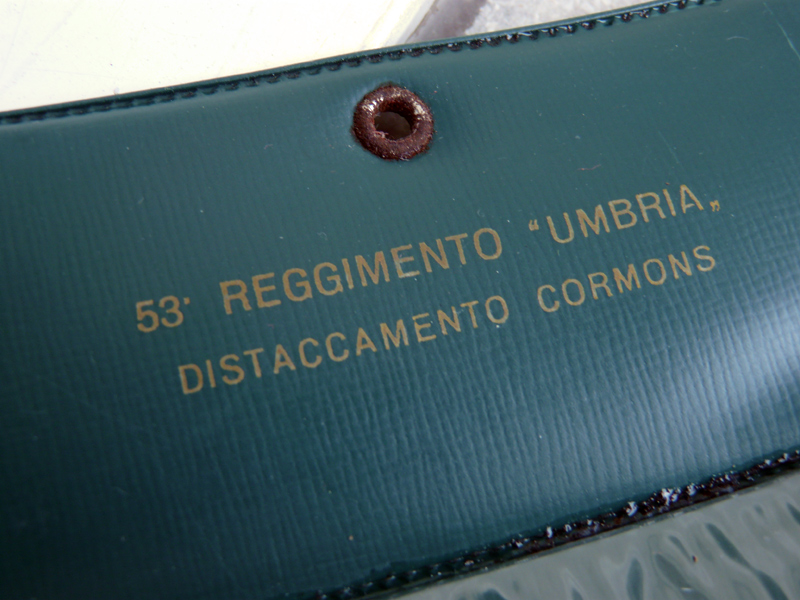 53' REGGIMENTO “UMBRIA„
DISTACCAMENTO CORMONS